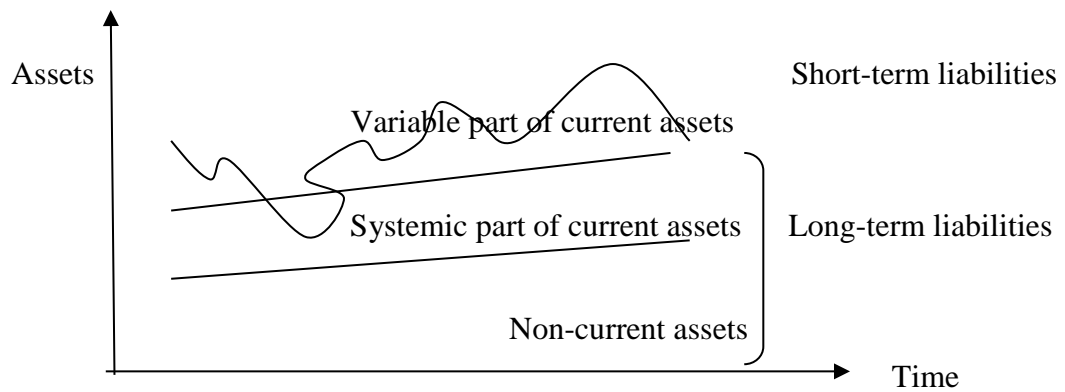 Assets
Short-term liabilities
Variable part of current assets
Systemic part of current assets
Long-term liabilities
Non-current assets
Time